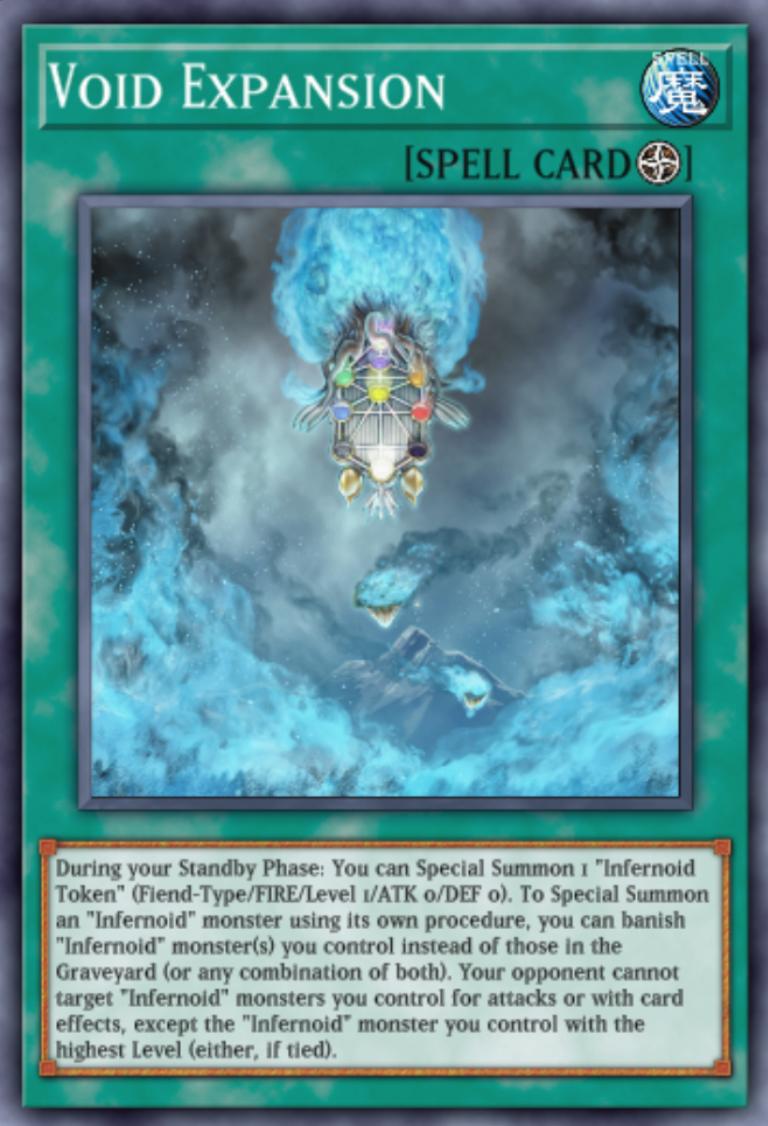 Void Expansion
SPELL
魔
[SPELL CARD]
During your Standby Phase: You can Special Summon 1 "Infernoid
Token" (Fiend-Type/FIRE/Level 1/ATK 0/DEF 0). To Special Summon
an "Infernoid" monster using its own procedure, you can banish
"Infernoid" monster(s) you control instead of those in the
Graveyard (or any combination of both). Your opponent cannot
target "Infernoid" monsters you control for attacks or with card
effects, except the "Infernoid" monster you control with the
highest Level (either, if tied).